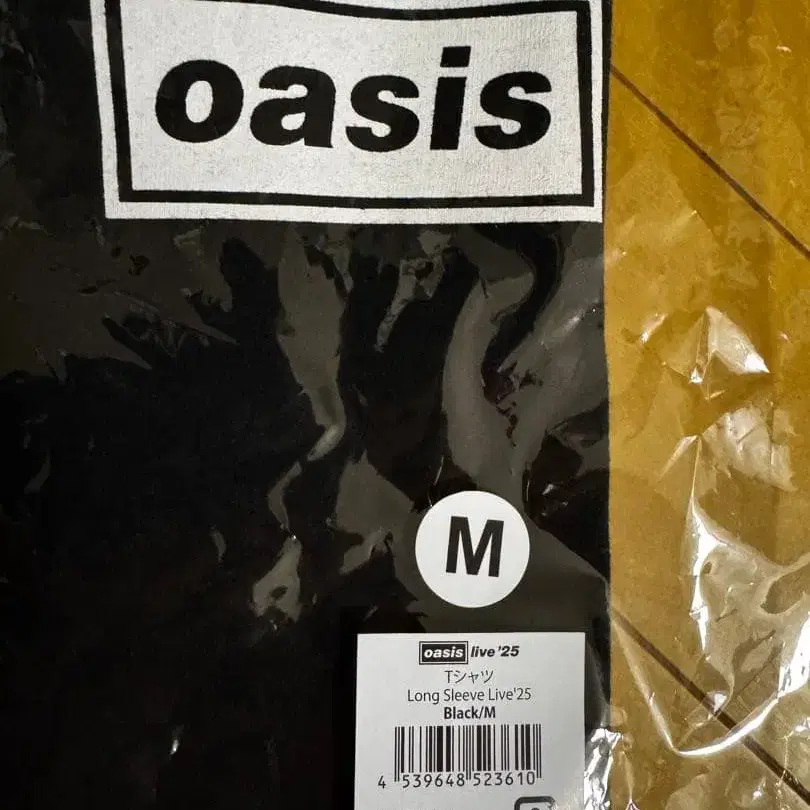 oasis
M
oasis live '25
Tシャツ
Long Sleeve Live'25
Black/M
4 539648 523610